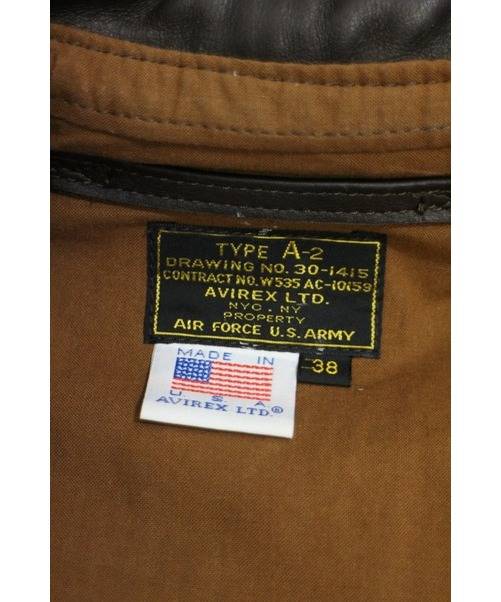 TYPE A-2
DRAWING NO. 30-1415
CONTRACT NO. W535 AC-10159
AVIREX LTD.
NYC. NY
PROPERTY
AIR FORCE U.S. ARMY
38
MADE IN
U S A
AVIREX LTD.®